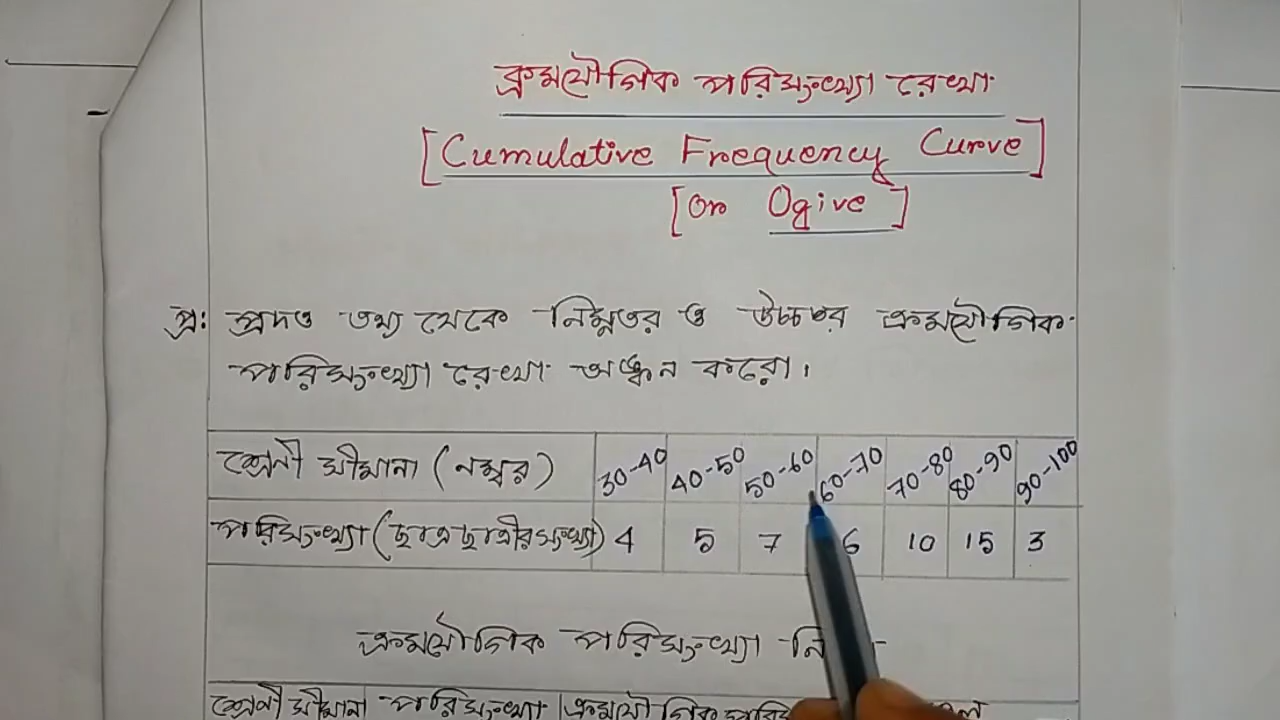 ক্রমযৌগিক পরিসংখ্যা রেখা
[Cumulative Frequency Curve]
[or Ogive]
প্র: প্রদত্ত তথ্য থেকে নিম্নতর ও উচ্চতর ক্রমযৌগিক
পরিসংখ্যা রেখা অঙ্কন করো।
শ্রেণী সীমানা (নম্বর) 30-40 40-50 50-60 60-70 70-80 80-90 90-100
পরিসংখ্যা (ছাত্রছাত্রীর সংখ্যা) 4 5 7 6 10 15 3
ক্রমযৌগিক পরিসংখ্যা
শ্রেণী সীমানা পরিসংখ্যা ক্রমযৌগিক